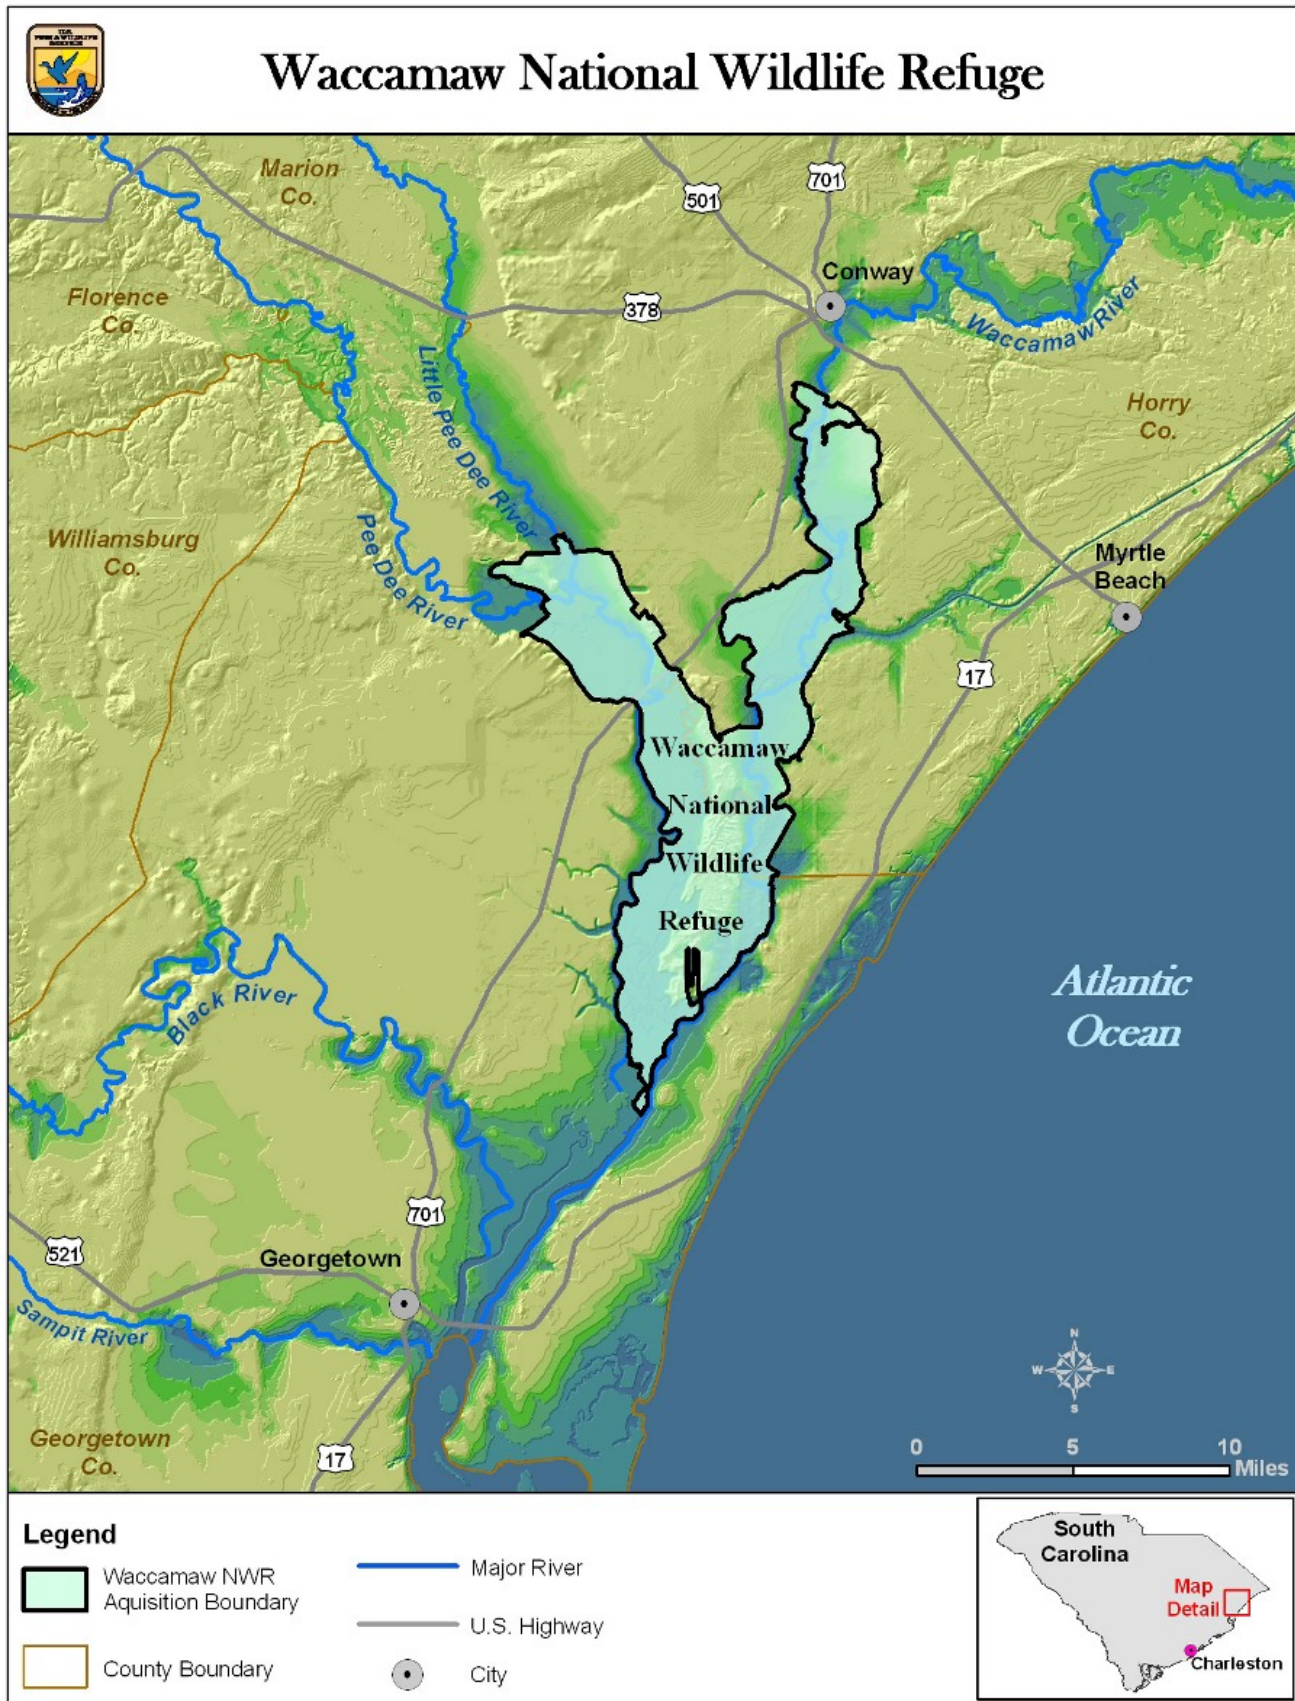 U.S.
FISH & WILDLIFE
SERVICE
Waccamaw National Wildlife Refuge
Marion
Co.
701
501
Conway
Florence
Co.
378
Waccamaw River
Little Pee Dee River
Horry
Co.
Williamsburg
Co.
Pee Dee River
Myrtle
Beach
17
Waccamaw
National
Wildlife
Refuge
Black River
Atlantic
Ocean
701
521
Georgetown
Sampit River
N
W
E
S
Georgetown
Co.
17
0 5 10
Miles
Legend
Waccamaw NWR
Aquisition Boundary
County Boundary
Major River
U.S. Highway
City
South
Carolina
Map
Detail
Charleston